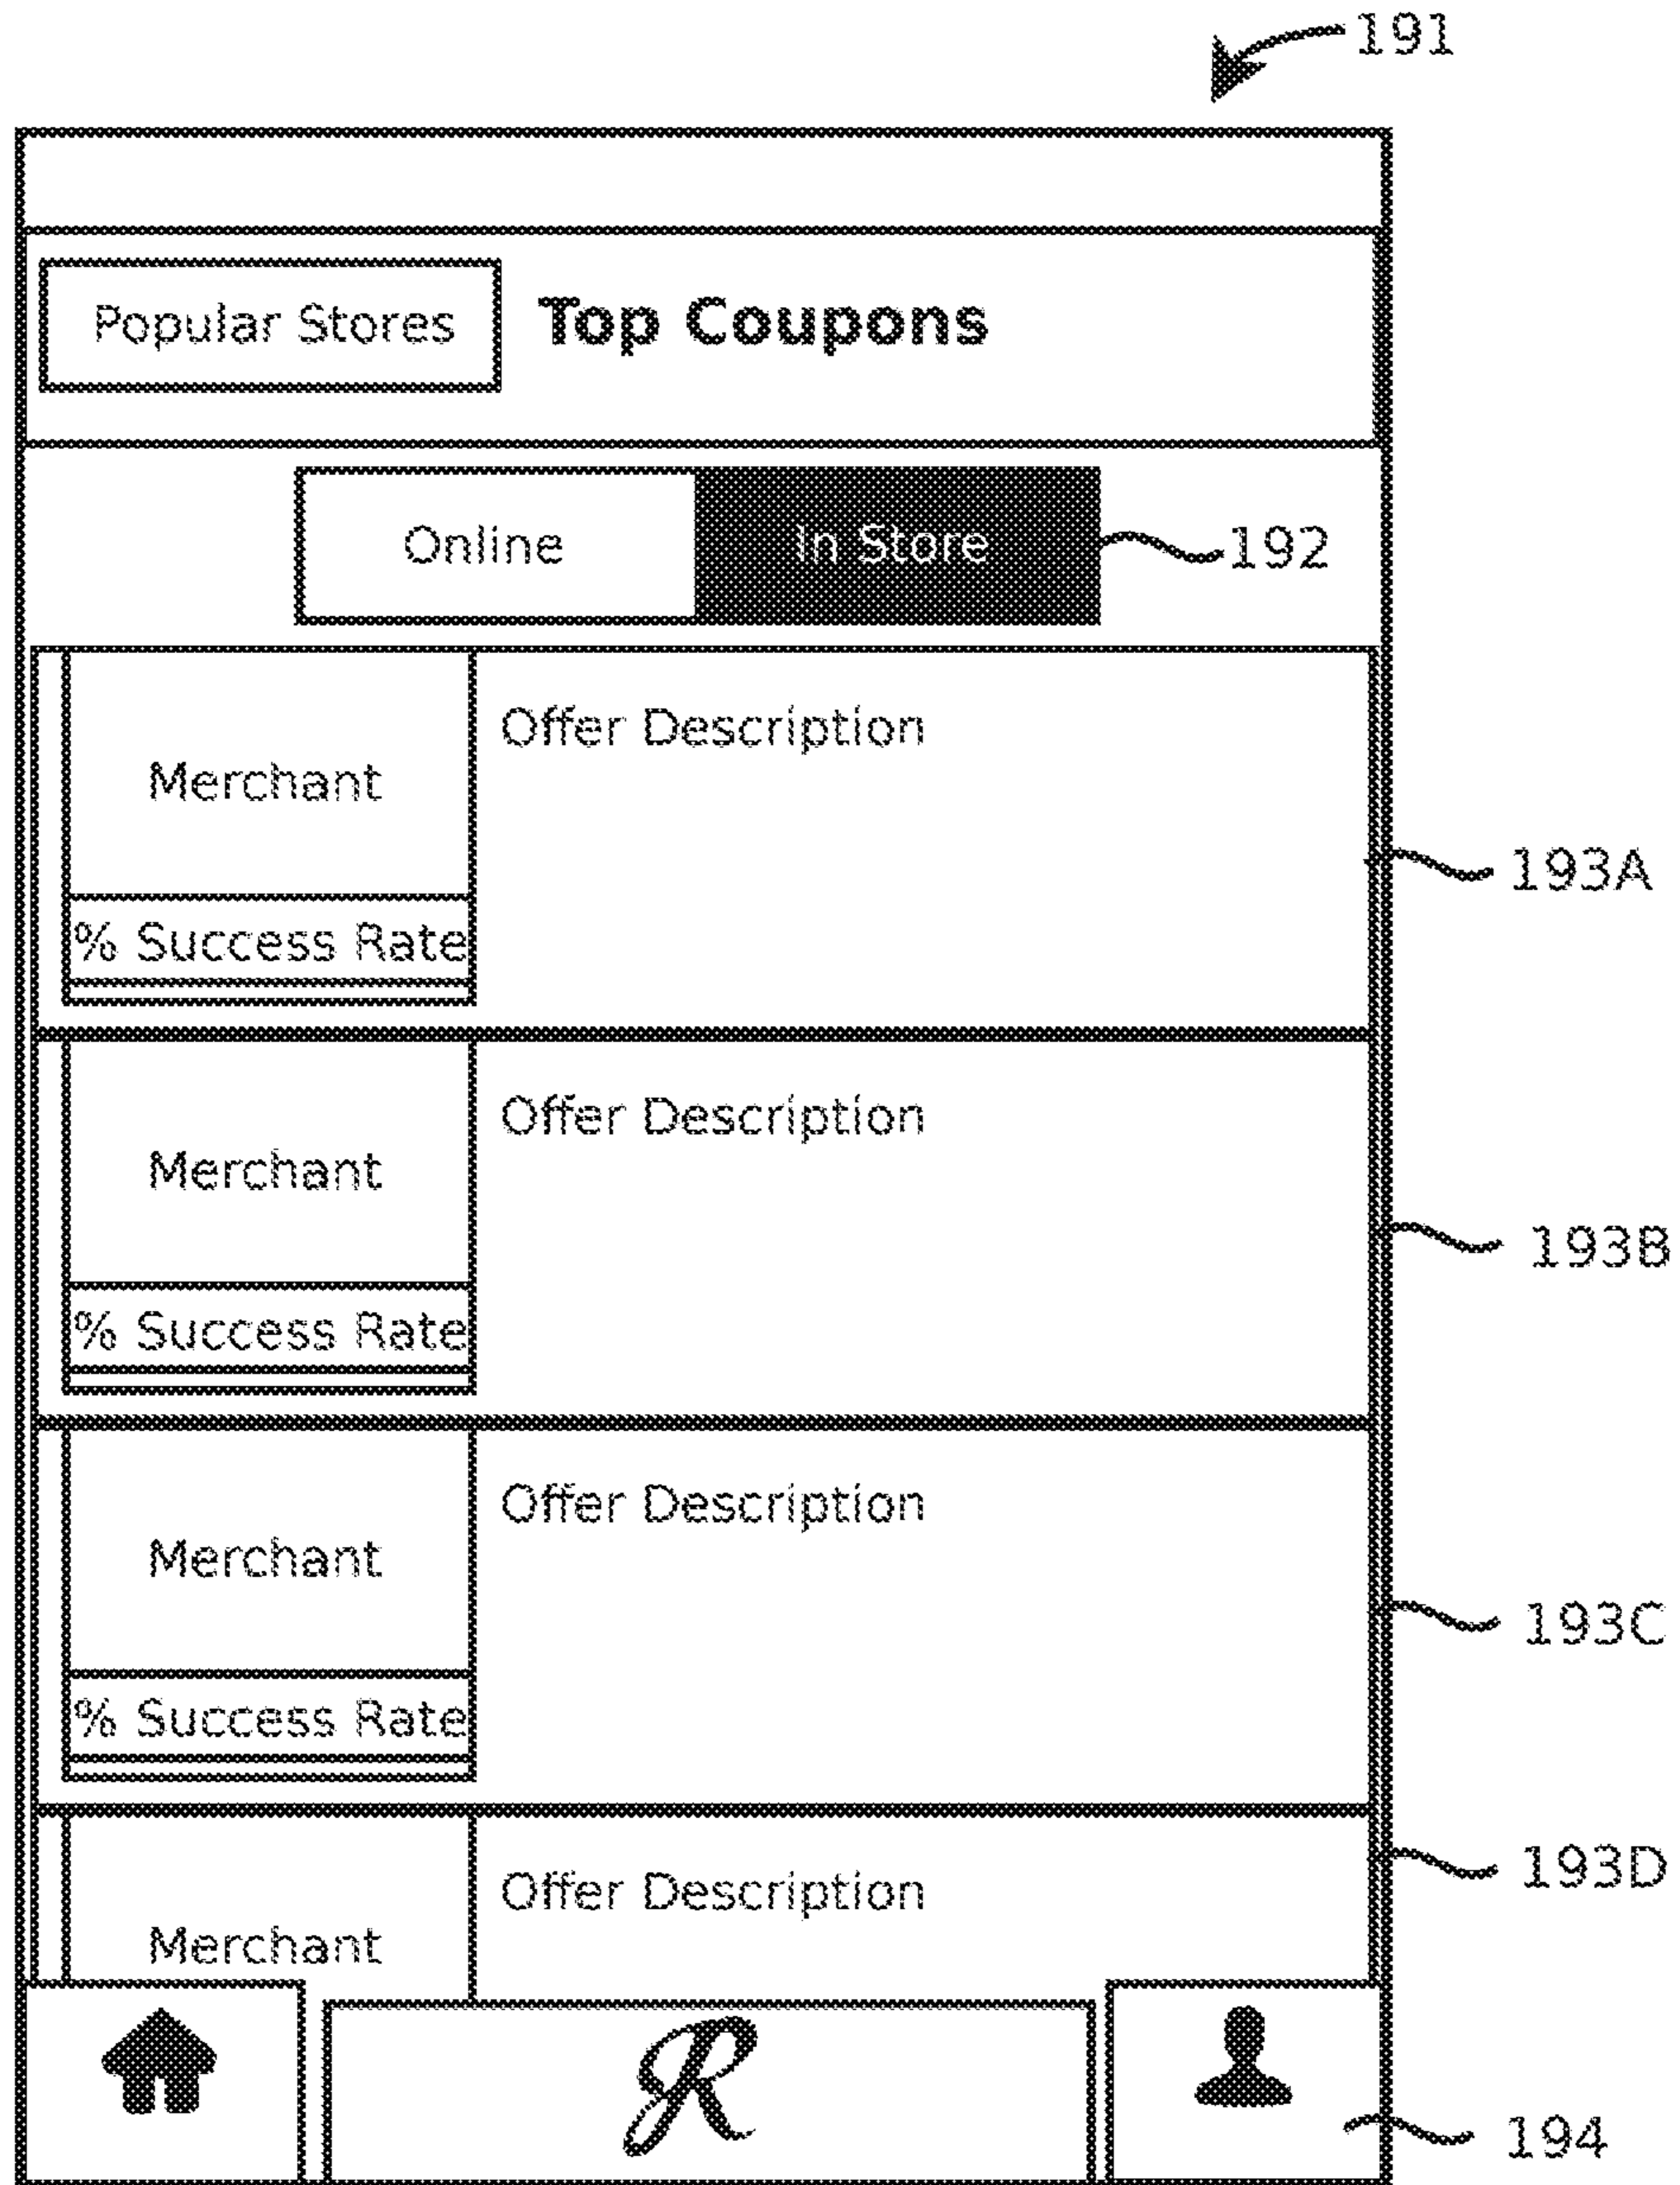 191
Popular Stores Top Coupons
Online In Store 192
Offer Description
Merchant
193A
% Success Rate
Offer Description
Merchant
193B
% Success Rate
Offer Description
Merchant
193C
% Success Rate
193D
Offer Description
Merchant
R
194